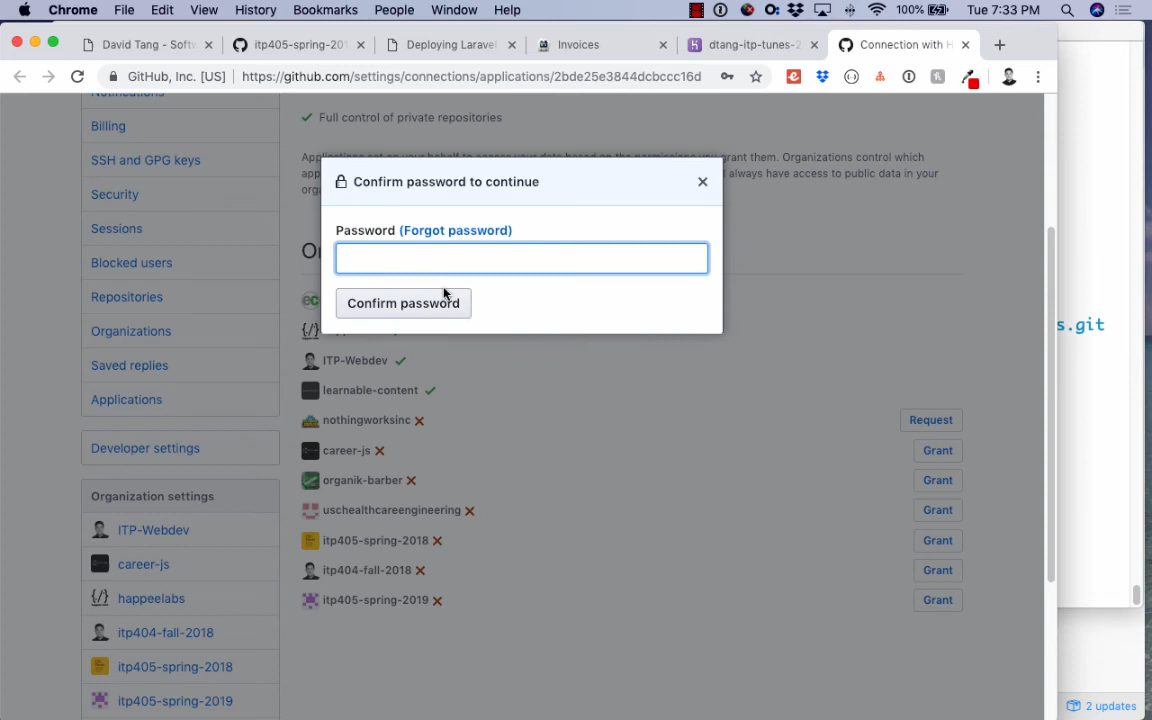 Chrome File Edit View History Bookmarks People Window Help 100% Tue 7:33 PM
David Tang - Softw itp405-spring-201 Deploying Laravel Invoices dtang-itp-tunes-2 Connection with H
GitHub, Inc. [US] https://github.com/settings/connections/applications/2bde25e3844dcbccc16d
Notifications
Billing
SSH and GPG keys
Security
Sessions
Blocked users
Repositories
Organizations
Saved replies
Applications
Developer settings
Organization settings
ITP-Webdev
career-js
happeelabs
itp404-fall-2018
itp405-spring-2018
itp405-spring-2019
Full control of private repositories
Confirm password to continue
Password (Forgot password)
Confirm password
ITP-Webdev
learnable-content
nothingworksinc Request
career-js Grant
organik-barber Grant
uschealthcareengineering Grant
itp405-spring-2018 Grant
itp404-fall-2018 Grant
itp405-spring-2019 Grant
s.git
2 updates